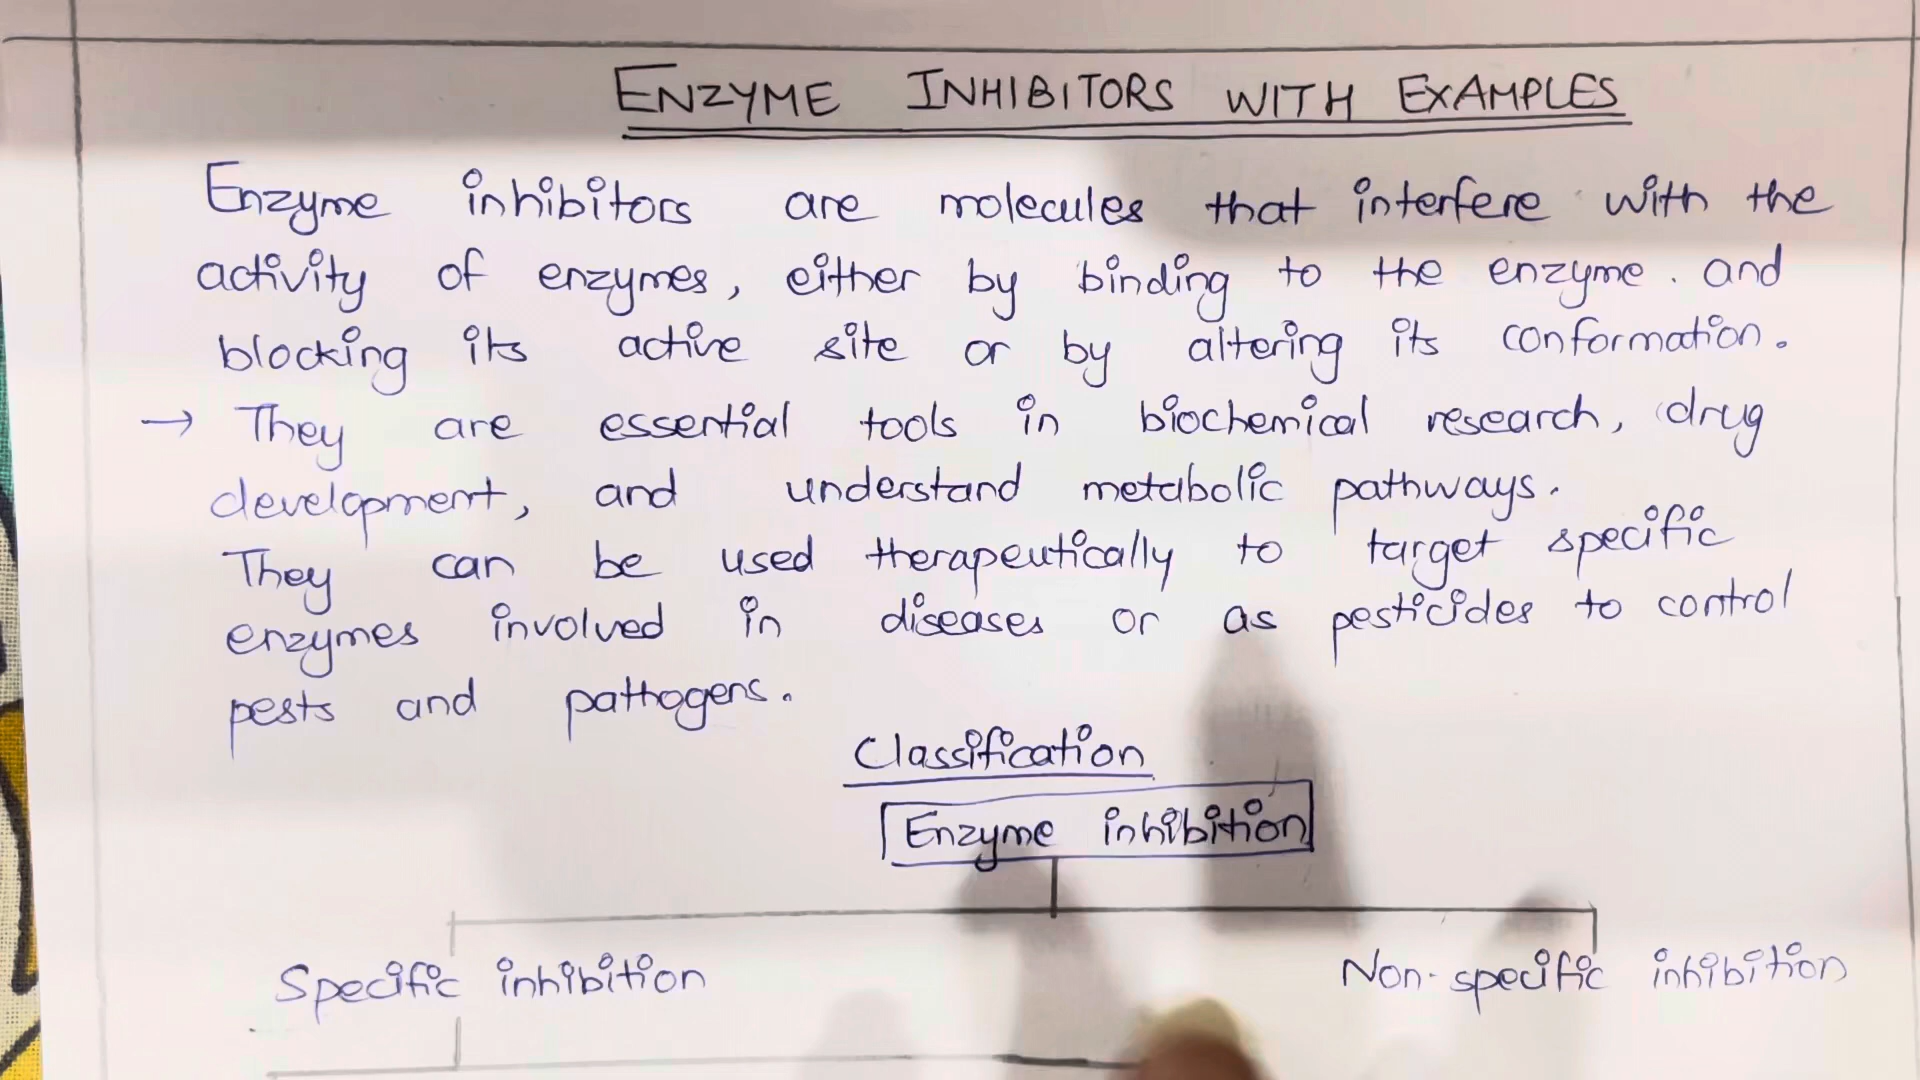 ENZYME INHIBITORS WITH EXAMPLES
Enzyme inhibitors are molecules that interfere with the
activity of enzymes, either by binding to the enzyme. and
blocking its active site or by altering its conformation.
→ They are essential tools in biochemical research, drug
development, and understand metabolic pathways.
They can be used therapeutically to target specific
enzymes involved in diseases or as pesticides to control
pests and pathogens.
Classification
Enzyme inhibition
Specific inhibition Non-specific inhibition